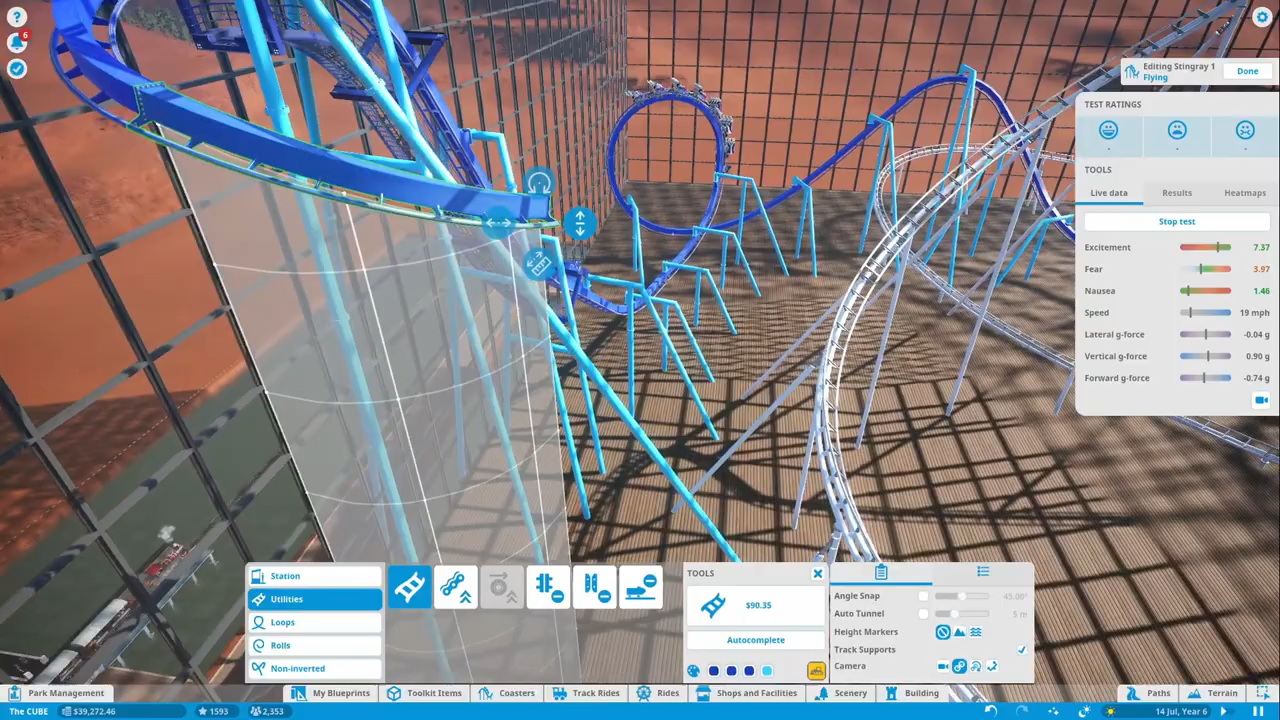 ?
6
Editing Stingray 1
Flying
Done
TEST RATINGS
- - -
TOOLS
Live data Results Heatmaps
Stop test
Excitement 7.37
Fear 3.97
Nausea 1.46
Speed 19 mph
Lateral g-force -0.04 g
Vertical g-force 0.90 g
Forward g-force -0.74 g
Station
Utilities
Loops
Rolls
Non-inverted
TOOLS
$90.35
Autocomplete
Angle Snap 45.00°
Auto Tunnel 5 m
Height Markers
Track Supports
Camera
Park Management My Blueprints Toolkit Items Coasters Track Rides Rides Shops and Facilities Scenery Building Paths Terrain
The CUBE $39,272.46 1593 2,353 14 Jul, Year 6